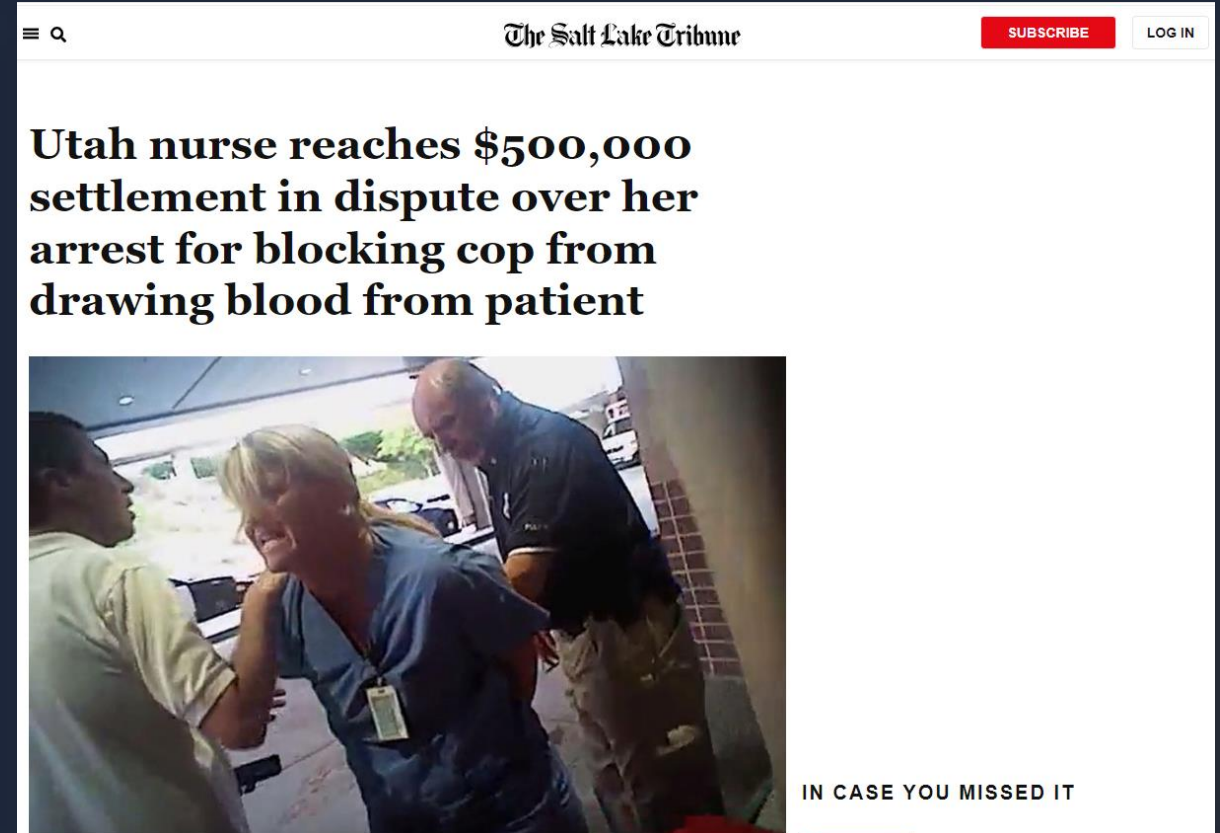 The Salt Lake Tribune
SUBSCRIBE
LOG IN
Utah nurse reaches $500,000
settlement in dispute over her
arrest for blocking cop from
drawing blood from patient
IN CASE YOU MISSED IT